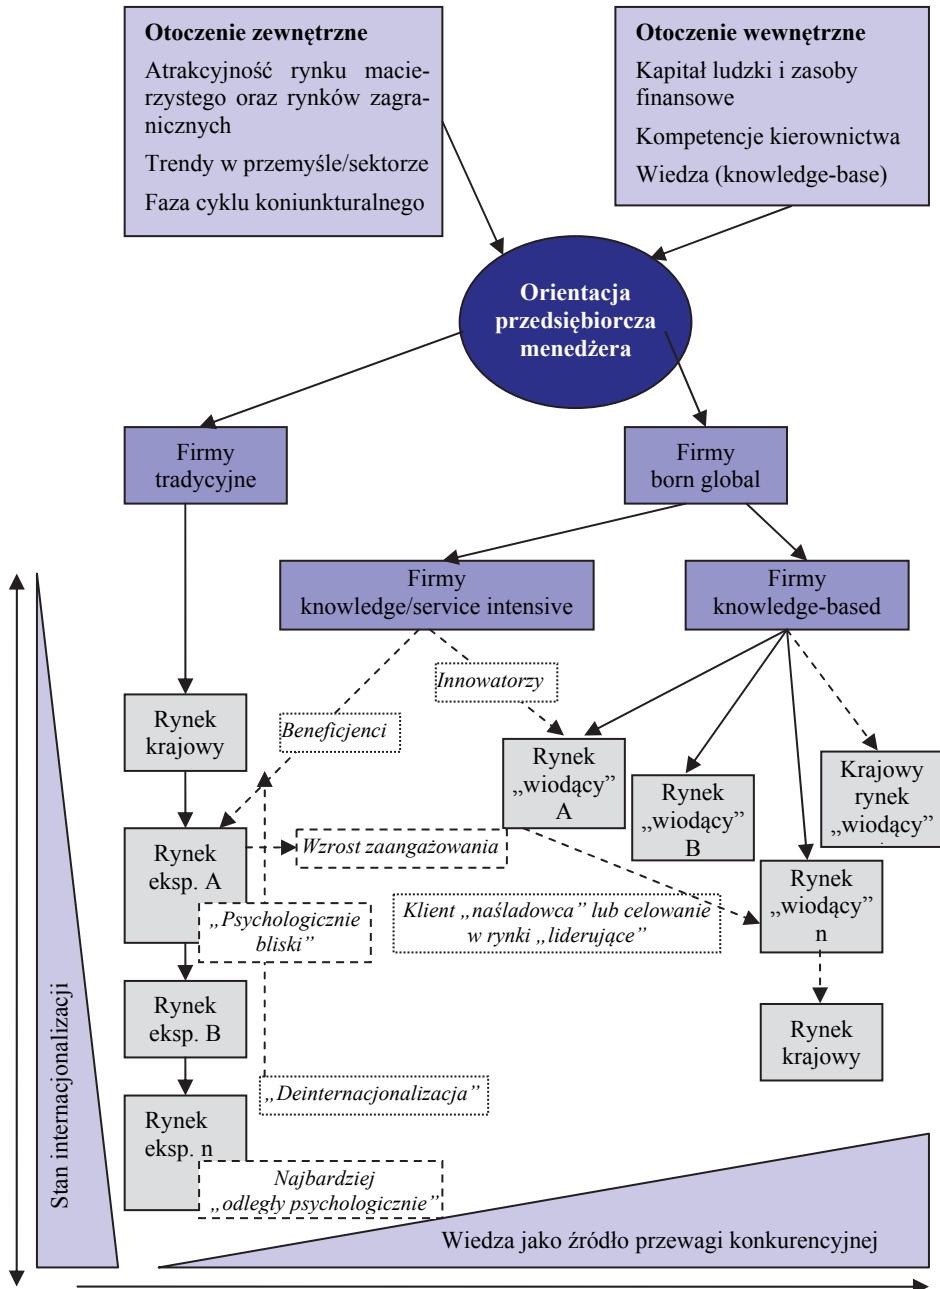 Otoczenie zewnętrzne
Atrakcyjność rynku macie-
rzystego oraz rynków zagra-
nicznych
Trendy w przemyśle/sektorze
Faza cyklu koniunkturalnego
Otoczenie wewnętrzne
Kapitał ludzki i zasoby
finansowe
Kompetencje kierownictwa
Wiedza (knowledge-base)
Orientacja
przedsiębiorcza
menedżera
Firmy
tradycyjne
Firmy
born global
Firmy
knowledge/service intensive
Firmy
knowledge-based
Innowatorzy
Beneficjenci
Rynek
krajowy
Rynek
„wiodący”
A
Rynek
„wiodący”
B
Krajowy
rynek
„wiodący”
Rynek
eksp. A
Wzrost zaangażowania
„Psychologicznie
bliski”
Klient „naśladowca” lub celowanie
w rynki „liderujące”
Rynek
„wiodący”
n
Rynek
eksp. B
Rynek
krajowy
„Deinternacjonalizacja”
Rynek
eksp. n
Najbardziej
„odległy psychologicznie”
Stan internacjonalizacji
Wiedza jako źródło przewagi konkurencyjnej